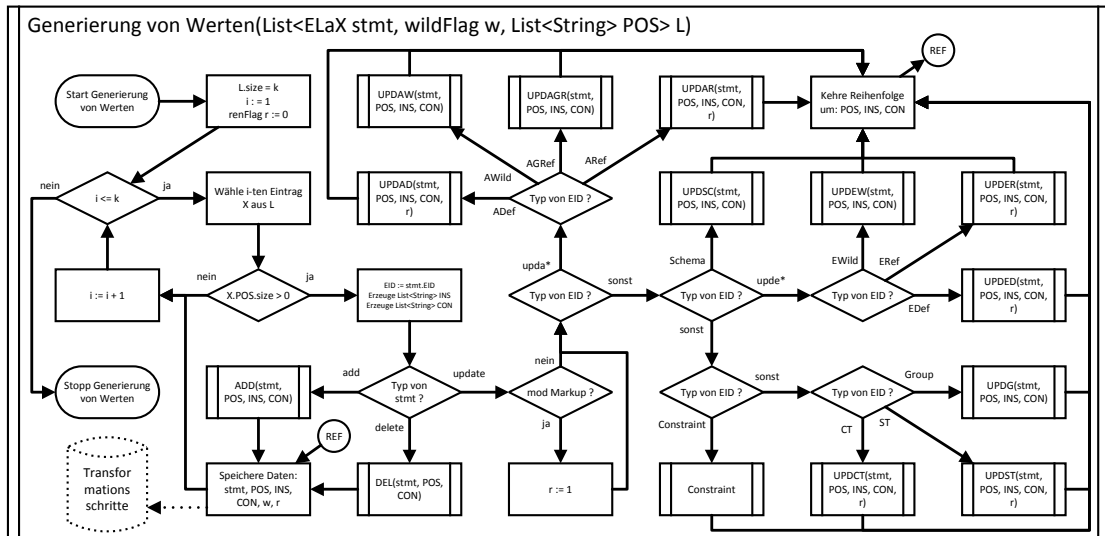 Generierung von Werten(List<ELaX stmt, wildFlag w, List<String> POS> L)
Start Generierung
von Werten
L.size = k
i : = 1
renFlag r := 0
UPDAW(stmt,
POS, INS, CON)
UPDAGR(stmt,
POS, INS, CON)
UPDAR(stmt,
POS, INS, CON,
r)
Kehre Reihenfolge
um: POS, INS, CON
REF
nein
i <= k
ja
Wähle i-ten Eintrag
X aus L
UPDAD(stmt,
POS, INS, CON,
r)
AWild
AGRef
ARef
ADef
Typ von EID ?
UPDSC(stmt,
POS, INS, CON)
UPDEW(stmt,
POS, INS, CON)
UPDER(stmt,
POS, INS, CON,
r)
i := i + 1
nein
X.POS.size > 0
ja
EID := stmt.EID
Erzeuge List<String> INS
Erzeuge List<String> CON
upda*
Typ von EID ?
sonst
Schema
Typ von EID ?
upde*
sonst
EWild
ERef
Typ von EID ?
EDef
UPDED(stmt,
POS, INS, CON,
r)
Stopp Generierung
von Werten
ADD(stmt,
POS, INS, CON)
add
Typ von
stmt ?
update
delete
nein
mod Markup ?
ja
Typ von EID ?
sonst
Constraint
Typ von EID ?
Group
CT
ST
UPDG(stmt,
POS, INS, CON)
REF
Transfor
mations
schritte
Speichere Daten:
stmt, POS, INS,
CON, w, r
DEL(stmt, POS,
CON)
r := 1
Constraint
UPDCT(stmt,
POS, INS, CON,
r)
UPDST(stmt,
POS, INS, CON,
r)